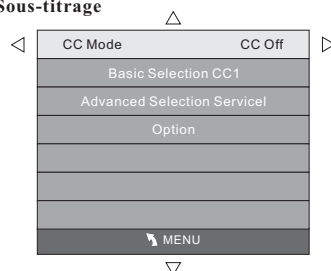 Sous-titrage
CC Mode CC Off
Basic Selection CC1
Advanced Selection Servicel
Option
MENU